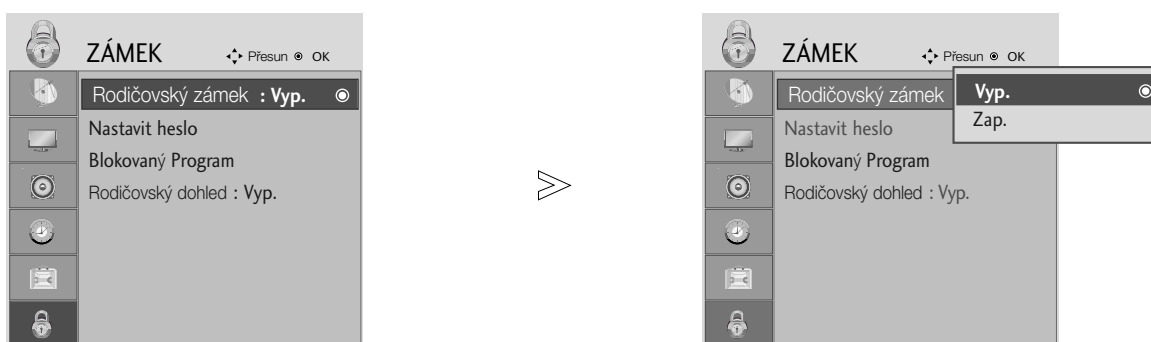 ZÁMEK Přesun OK
Rodičovský zámek : Vyp.
Nastavit heslo
Blokovaný Program
Rodičovský dohled : Vyp.
ZÁMEK Přesun OK
Rodičovský zámek Vyp.
Zap.
Nastavit heslo
Blokovaný Program
Rodičovský dohled : Vyp.